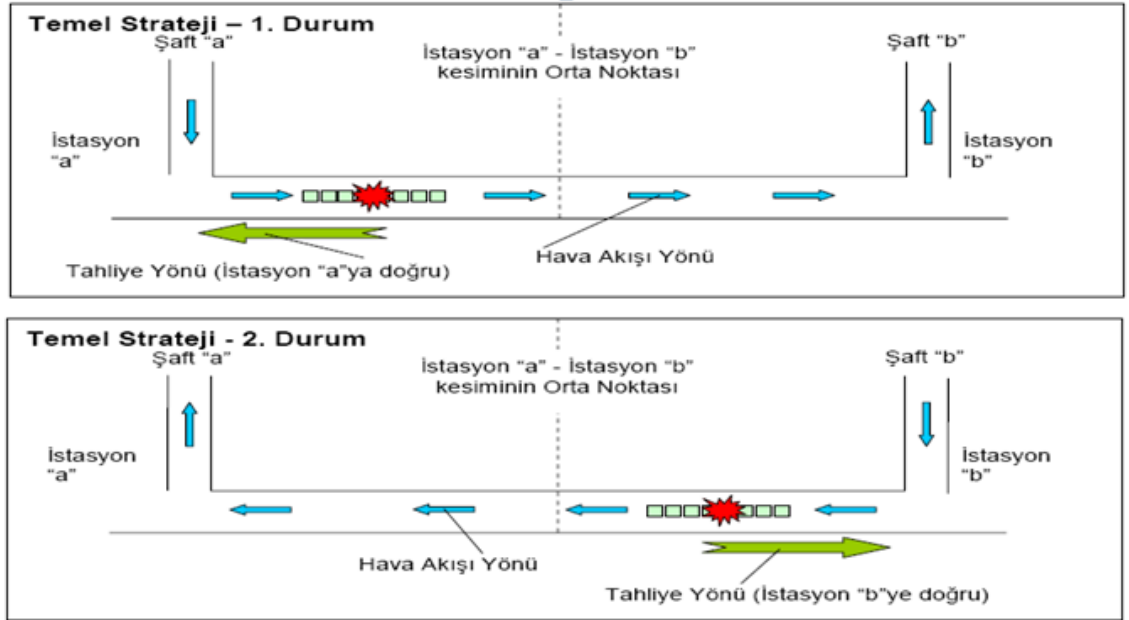 Temel Strateji – 1. Durum
Şaft "a"
İstasyon "a" - İstasyon "b"
kesiminin Orta Noktası
Şaft "b"
İstasyon
"a"
İstasyon
"b"
Hava Akışı Yönü
Tahliye Yönü (İstasyon "a"ya doğru)
Temel Strateji - 2. Durum
Şaft "a"
İstasyon "a" - İstasyon "b"
kesiminin Orta Noktası
Şaft "b"
İstasyon
"a"
İstasyon
"b"
Hava Akışı Yönü
Tahliye Yönü (İstasyon "b"ye doğru)